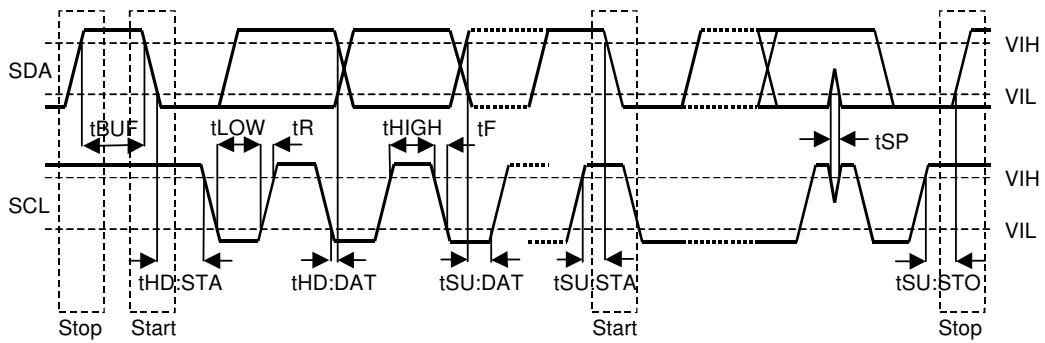 VIH
SDA
VIL
tBUF tLOW tR tHIGH tF
tSP
VIH
SCL
VIL
tHD:STA tHD:DAT tSU:DAT tSU:STA tSU:STO
Stop Start Start Stop